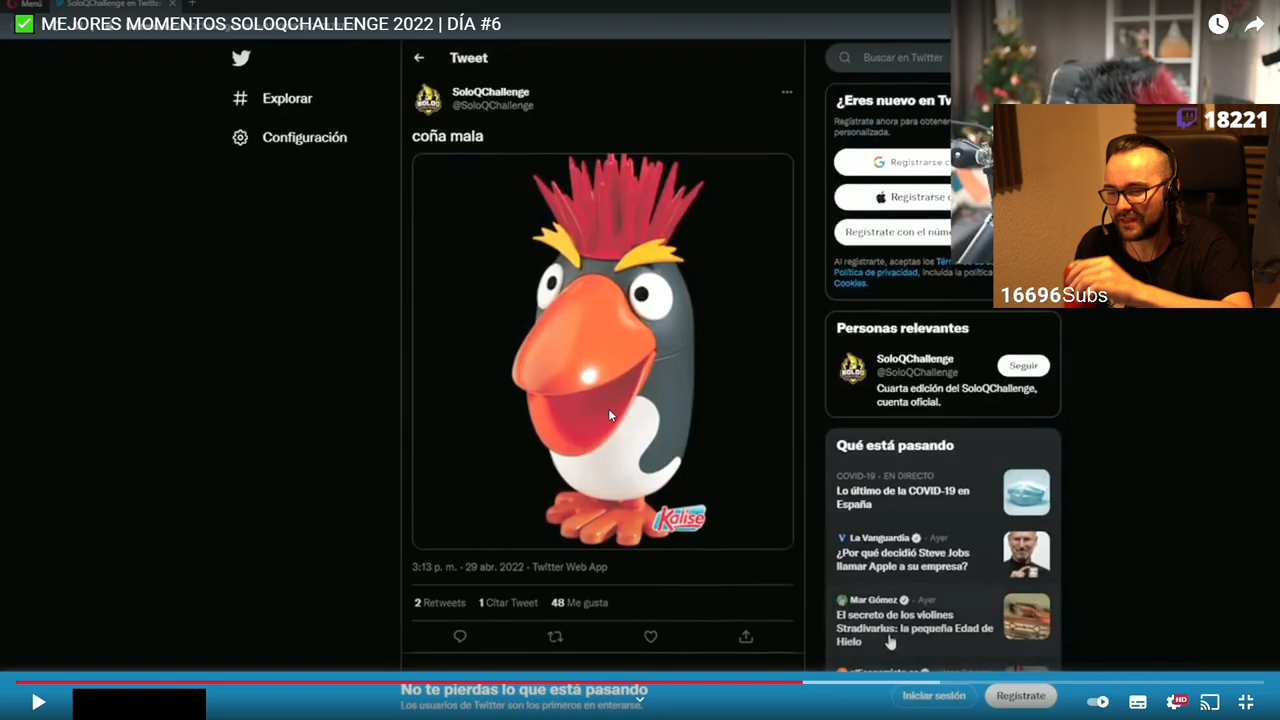 Menú
SoloQChallenge en Twitter
✅ MEJORES MOMENTOS SOLOQCHALLENGE 2022 | DÍA #6
Tweet
Explorar
Configuración
SoloQChallenge
@SoloQChallenge
coña mala
Kalise
3:13 p. m. · 29 abr. 2022 · Twitter Web App
2 Retweets 1 Citar Tweet 48 Me gusta
Buscar en Twitter
¿Eres nuevo en Tw
Regístrate ahora para obtener
personalizada.
Registrarse c
Registrarse c
Regístrate con el núme
Al registrarte, aceptas los
Política de privacidad, incluida la política
Cookies.
18221
16696Subs
Personas relevantes
SoloQChallenge
@SoloQChallenge
Seguir
Cuarta edición del SoloQChallenge,
cuenta oficial.
Qué está pasando
COVID-19 · EN DIRECTO
Lo último de la COVID-19 en
España
La Vanguardia · Ayer
¿Por qué decidió Steve Jobs
llamar Apple a su empresa?
Mar Gómez · Ayer
El secreto de los violines
Stradivarius: la pequeña Edad de
Hielo
No te pierdas lo que está pasando
Los usuarios de Twitter son los primeros en enterarse.
Iniciar sesión
Regístrate
HD